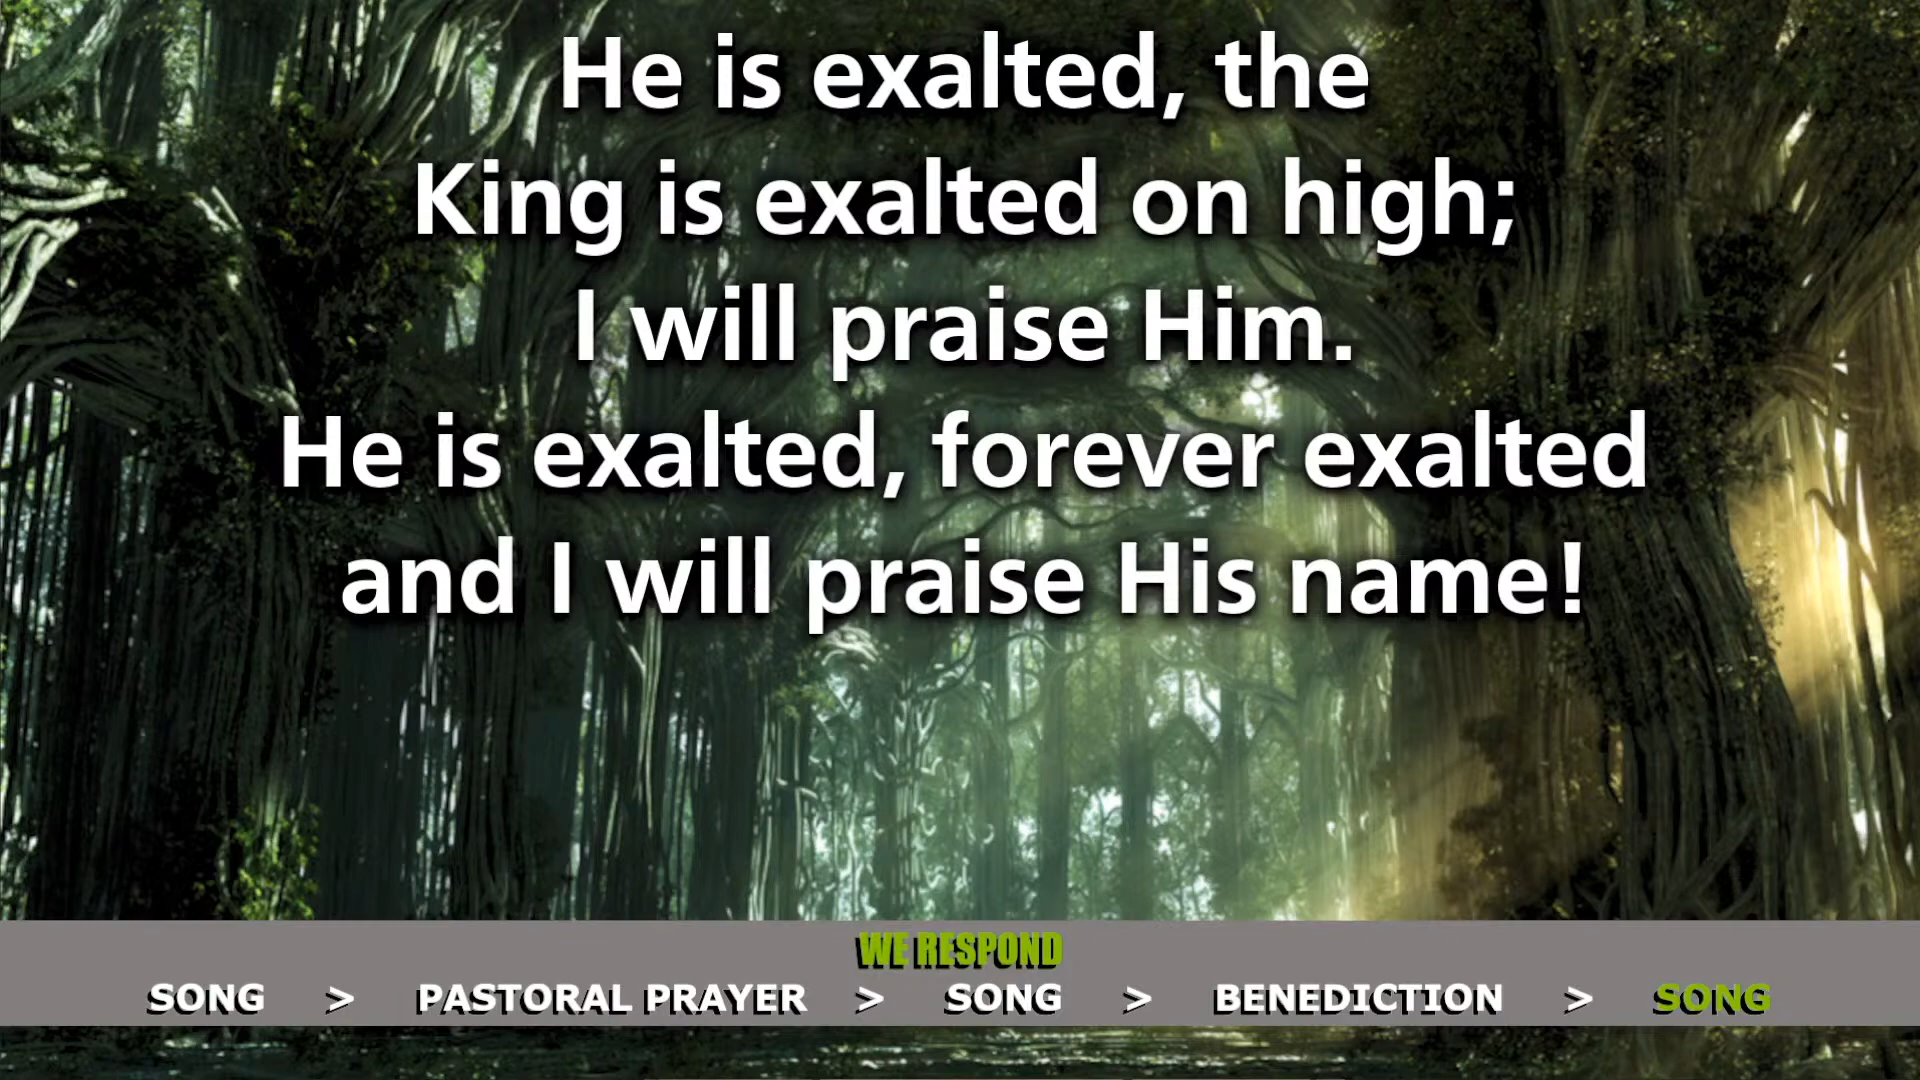 He is exalted, the
King is exalted on high;
I will praise Him.
He is exalted, forever exalted
and I will praise His name!
WE RESPOND
SONG > PASTORAL PRAYER > SONG > BENEDICTION > SONG